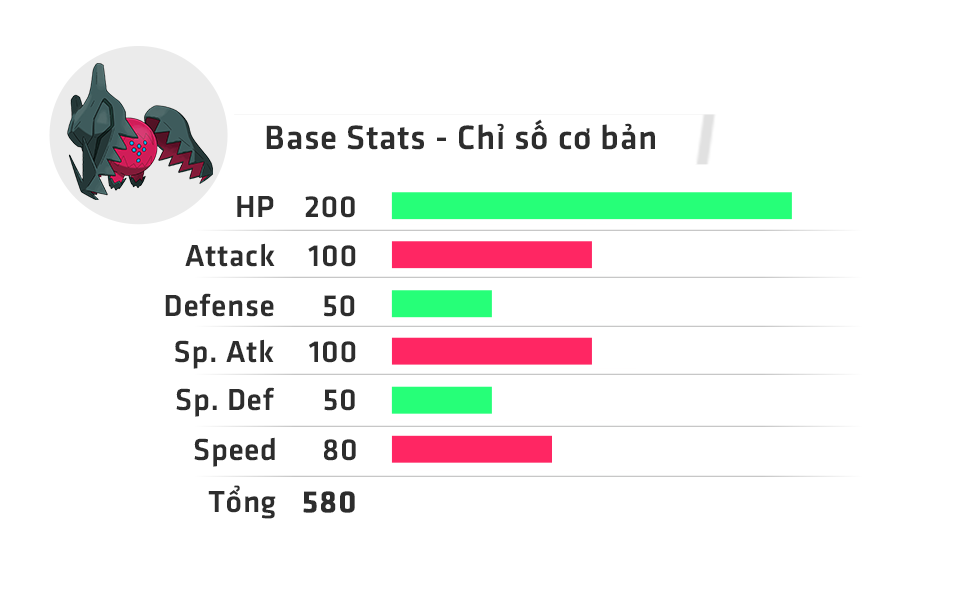 Base Stats - Chỉ số cơ bản
HP 200
Attack 100
Defense 50
Sp. Atk 100
Sp. Def 50
Speed 80
Tổng 580